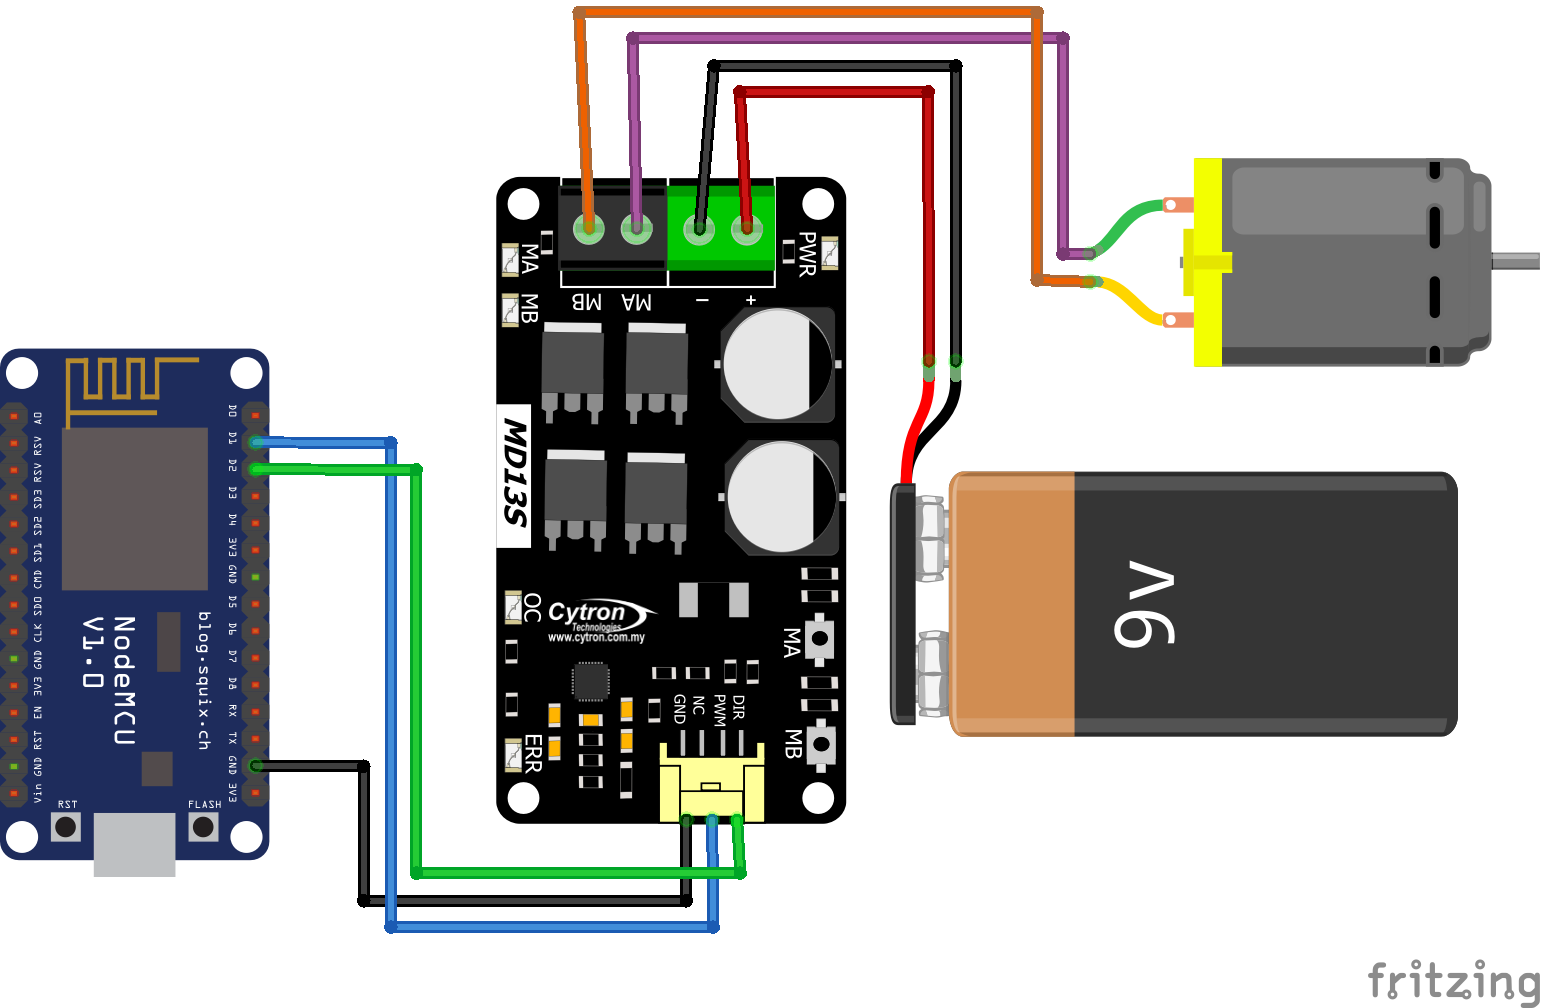 MA
MB
PWR
MB
MA
−
+
MD13S
OC
Cytron
Technologies
www.cytron.com.my
MA
MB
GND
NC
PWM
DIR
ERR
A0
RSV
RSV
SD3
SD2
SD1
CMD
SD0
CLK
GND
3V3
EN
RST
GND
Vin
D0
D1
D2
D3
D4
3V3
GND
D5
D6
D7
D8
RX
TX
GND
3V3
NodeMCU
V1.0
blog.squix.ch
RST
FLASH
9v
fritzing